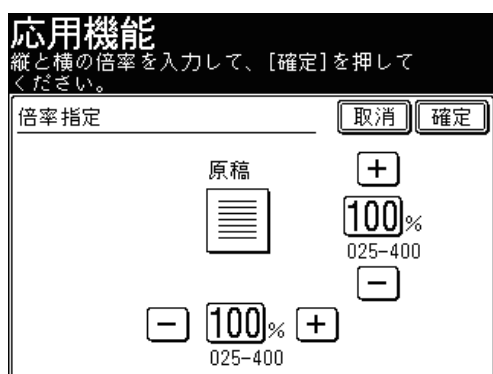 応用機能
縦と横の倍率を入力して、[確定]を押して
ください。
倍率指定
取消 確定
原稿
+
100%
025-400
−
− 100% +
025-400